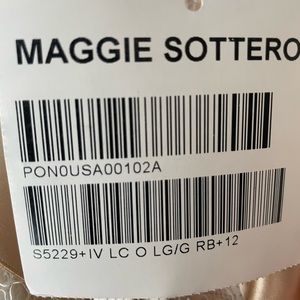 MAGGIE SOTTERO
PON0USA00102A
S5229+IV LC O LG/G RB+12